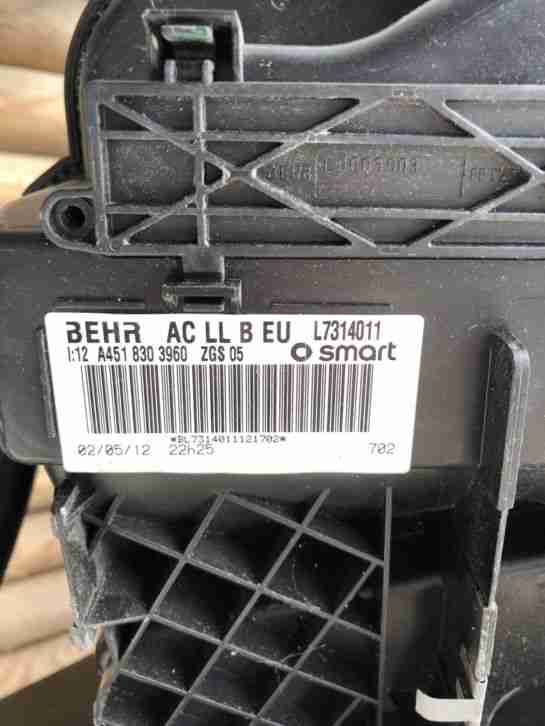 BEHR AC LL B EU L7314011
I:12 A451 830 3960 ZGS 05 smart
*BL7314011121702*
02/05/12 22h25 702